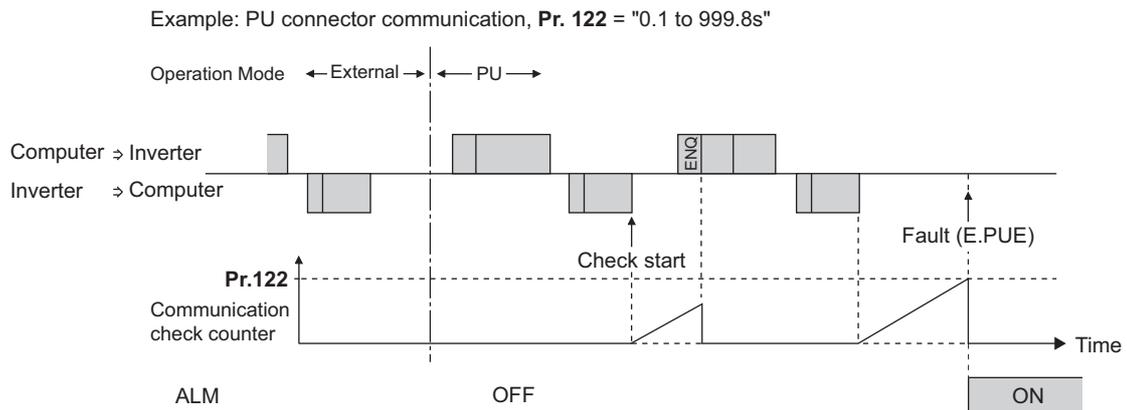 Example: PU connector communication, Pr. 122 = "0.1 to 999.8s"
Operation Mode External PU
Computer ⇒ Inverter
ENQ
Inverter ⇒ Computer
Fault (E.PUE)
Check start
Pr.122
Communication
check counter
Time
ALM OFF ON